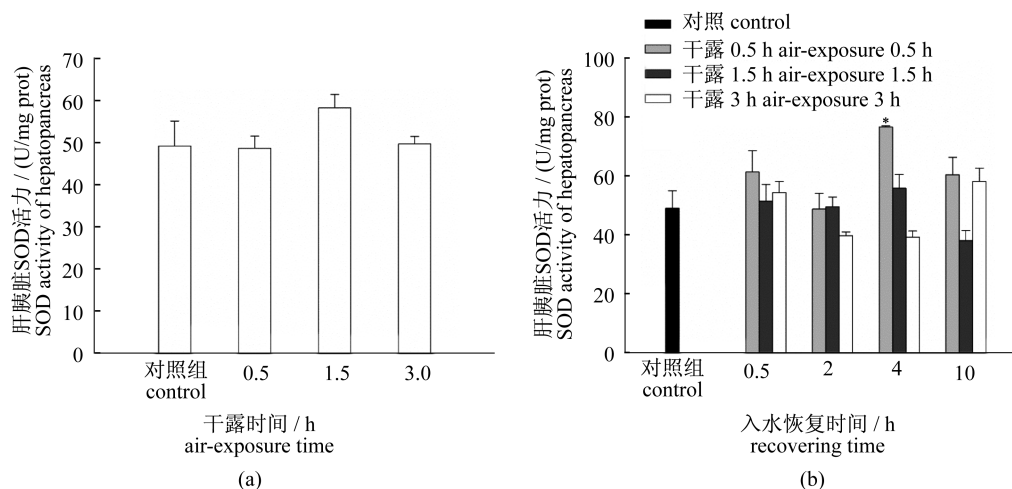 肝胰脏SOD活力 / (U/mg prot)
SOD activity of hepatopancreas
70
60
50
40
30
20
10
0
对照组
control
0.5
1.5
3.0
干露时间 / h
air-exposure time
(a)
对照 control
干露 0.5 h air-exposure 0.5 h
干露 1.5 h air-exposure 1.5 h
干露 3 h air-exposure 3 h
肝胰脏SOD活力 / (U/mg prot)
SOD activity of hepatopancreas
100
80
60
40
20
0
*
对照组
control
0.5
2
4
10
入水恢复时间 / h
recovering time
(b)